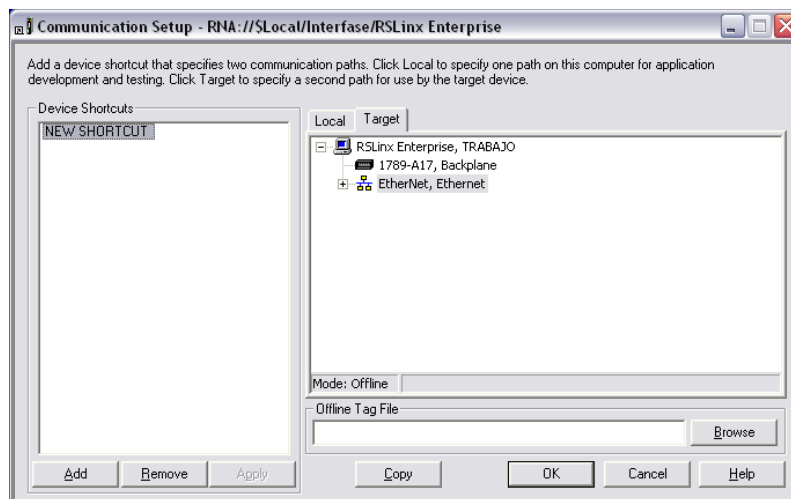 Communication Setup - RNA://$Local/Interfase/RSLinx Enterprise
Add a device shortcut that specifies two communication paths. Click Local to specify one path on this computer for application
development and testing. Click Target to specify a second path for use by the target device.
Device Shortcuts
NEW SHORTCUT
Local Target
RSLinx Enterprise, TRABAJO
1789-A17, Backplane
EtherNet, Ethernet
Mode: Offline
Offline Tag File
Browse
Add Remove Apply Copy OK Cancel Help